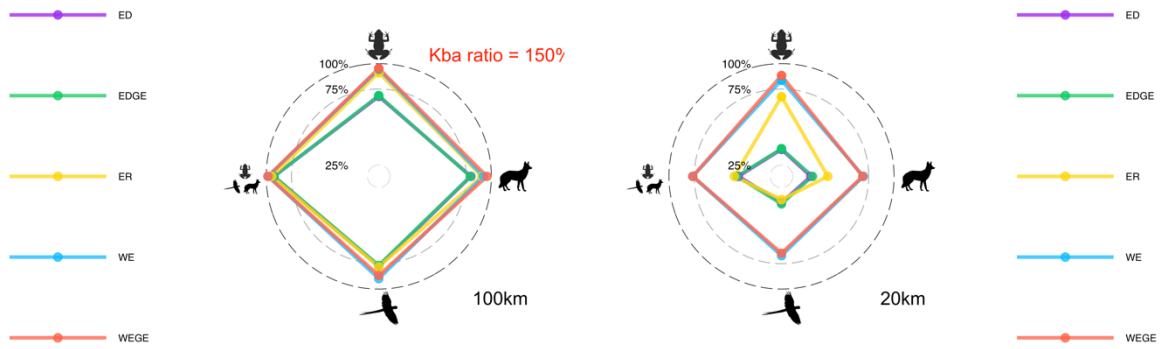 ED
EDGE
ER
WE
WEGE
Kba ratio = 150%
100%
75%
25%
100km
100%
75%
25%
20km
ED
EDGE
ER
WE
WEGE